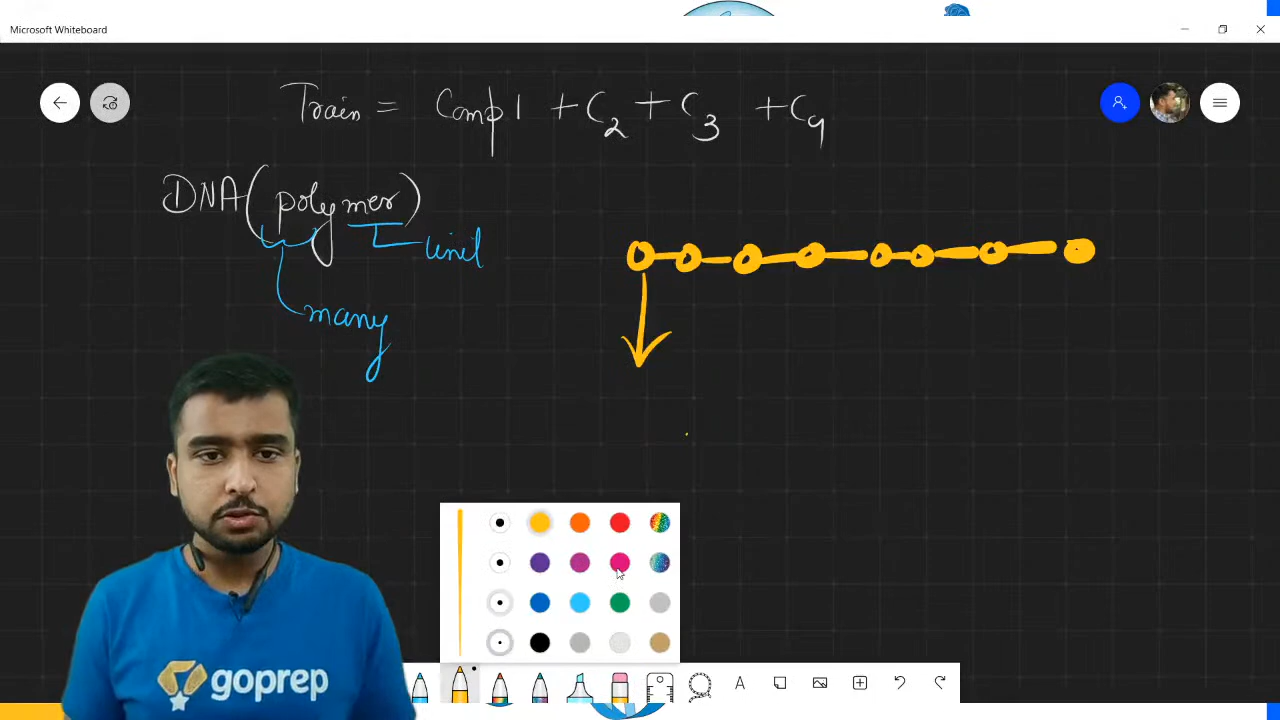 Microsoft Whiteboard
Train = Comp 1 + C2 + C3 + C4
DNA (polymer)
unit
many
goprep
A